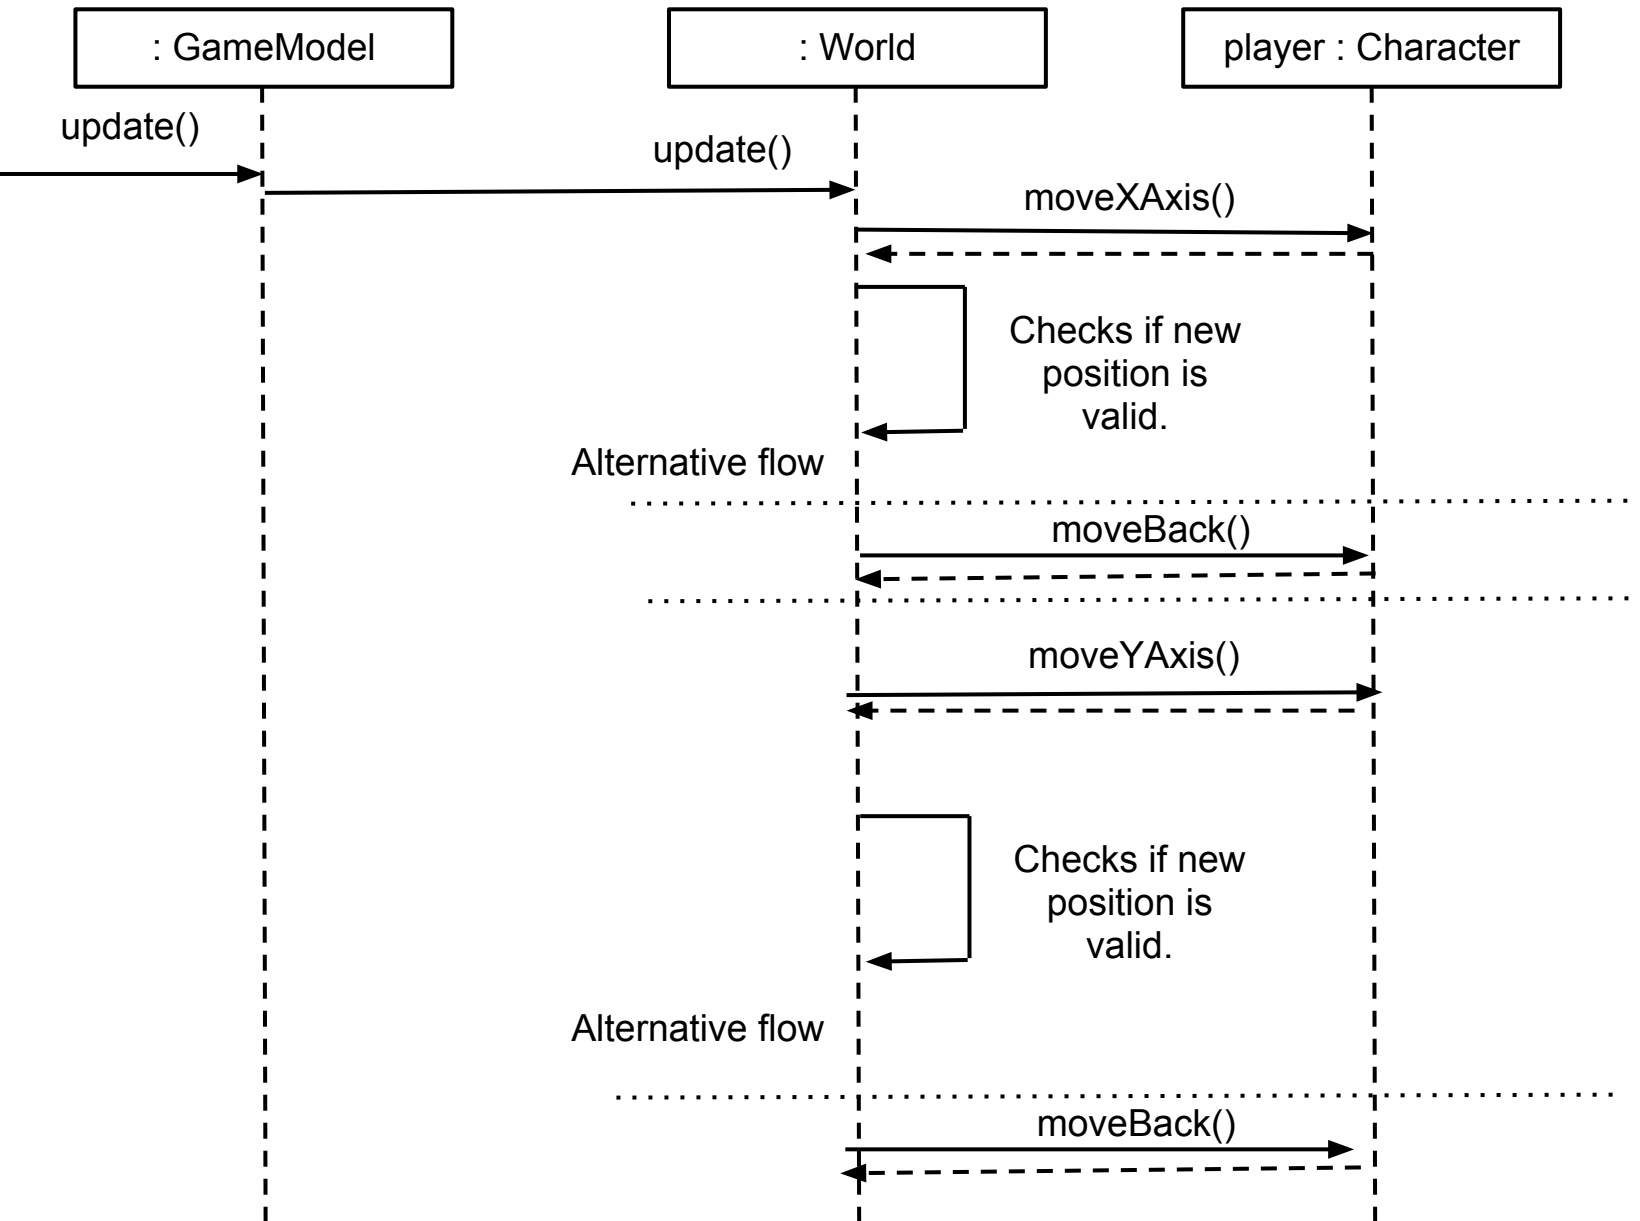 : GameModel
: World
player : Character
update()
update()
moveXAxis()
Checks if new
position is
valid.
Alternative flow
moveBack()
moveYAxis()
Checks if new
position is
valid.
Alternative flow
moveBack()